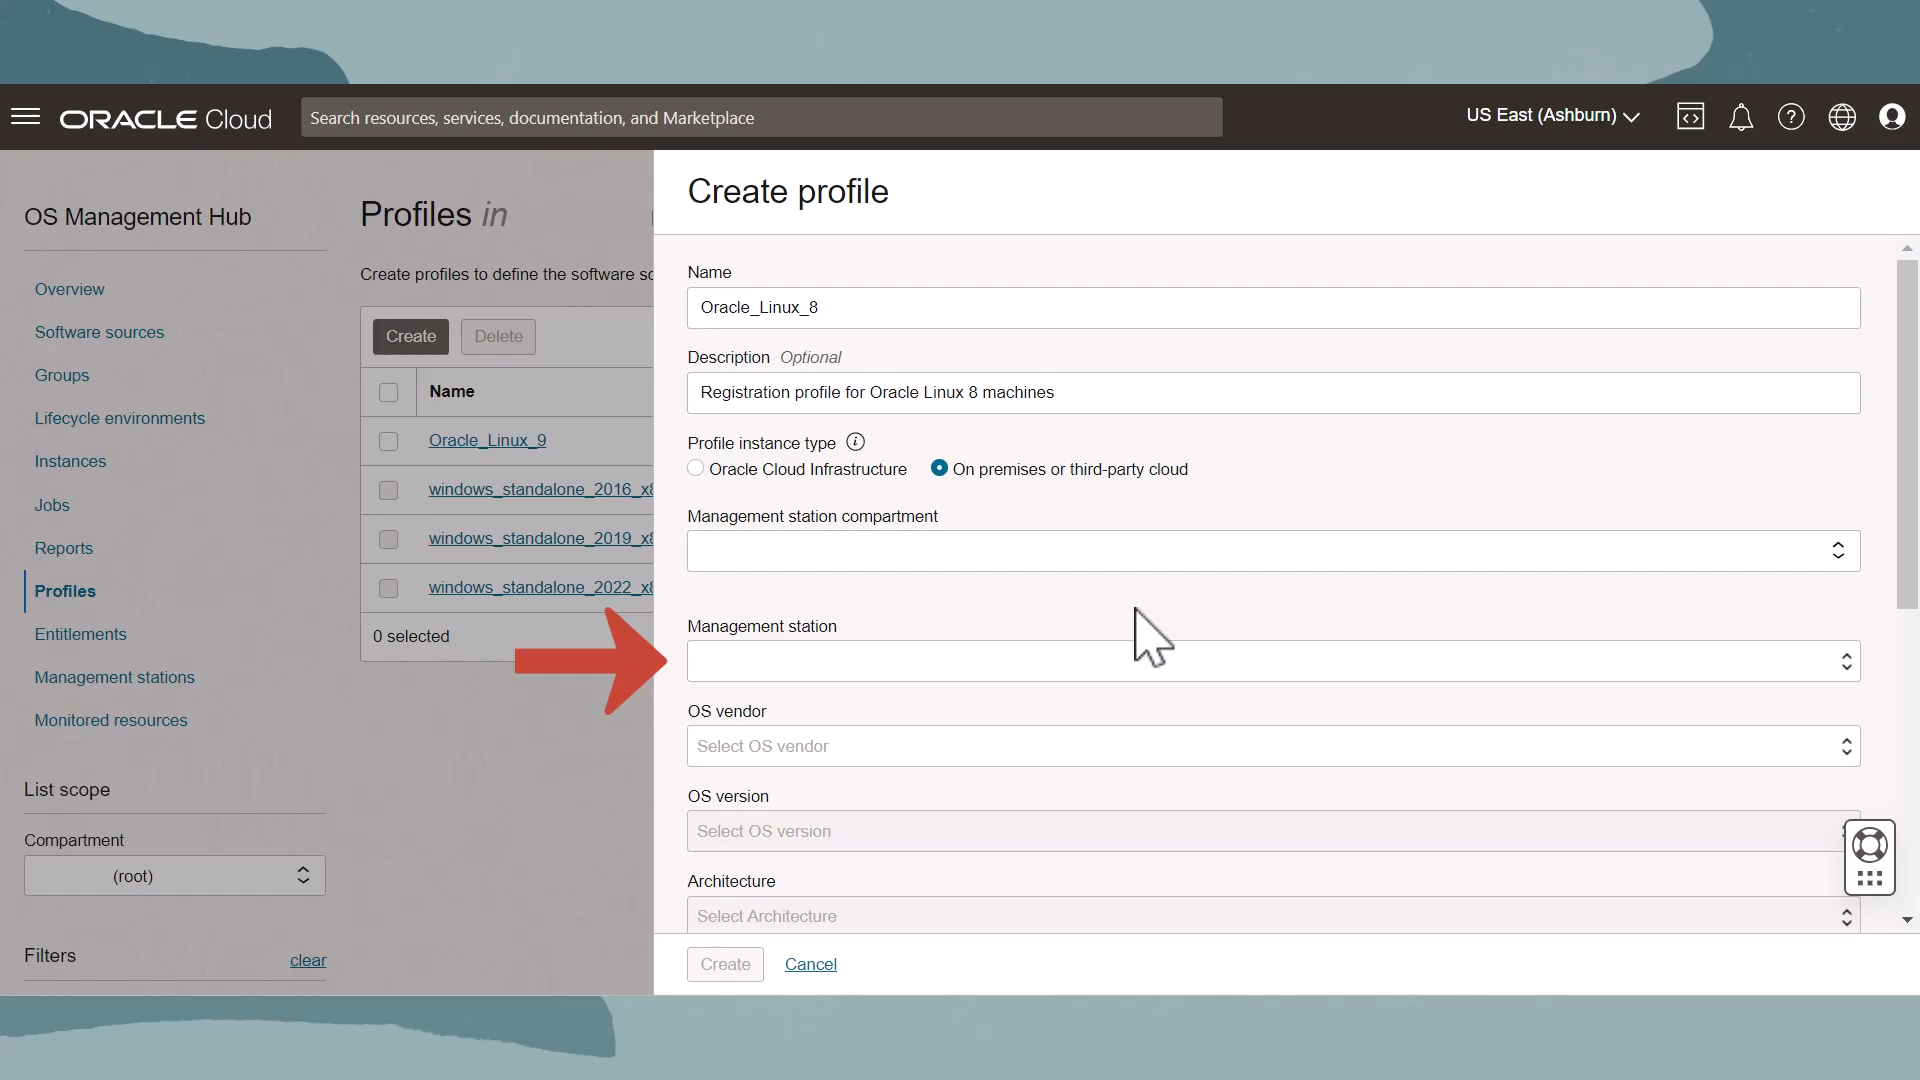 ORACLE Cloud
Search resources, services, documentation, and Marketplace
US East (Ashburn)
OS Management Hub
Overview
Software sources
Groups
Lifecycle environments
Instances
Jobs
Reports
Profiles
Entitlements
Management stations
Monitored resources
List scope
Compartment
(root)
Filters
clear
Profiles in
Create profiles to define the software
Create
Delete
Name
Oracle_Linux_9
windows_standalone_2016_x8
windows_standalone_2019_x8
windows_standalone_2022_x8
0 selected
Create profile
Name
Oracle_Linux_8
Description Optional
Registration profile for Oracle Linux 8 machines
Profile instance type
Oracle Cloud Infrastructure
On premises or third-party cloud
Management station compartment
Management station
OS vendor
Select OS vendor
OS version
Select OS version
Architecture
Select Architecture
Create
Cancel